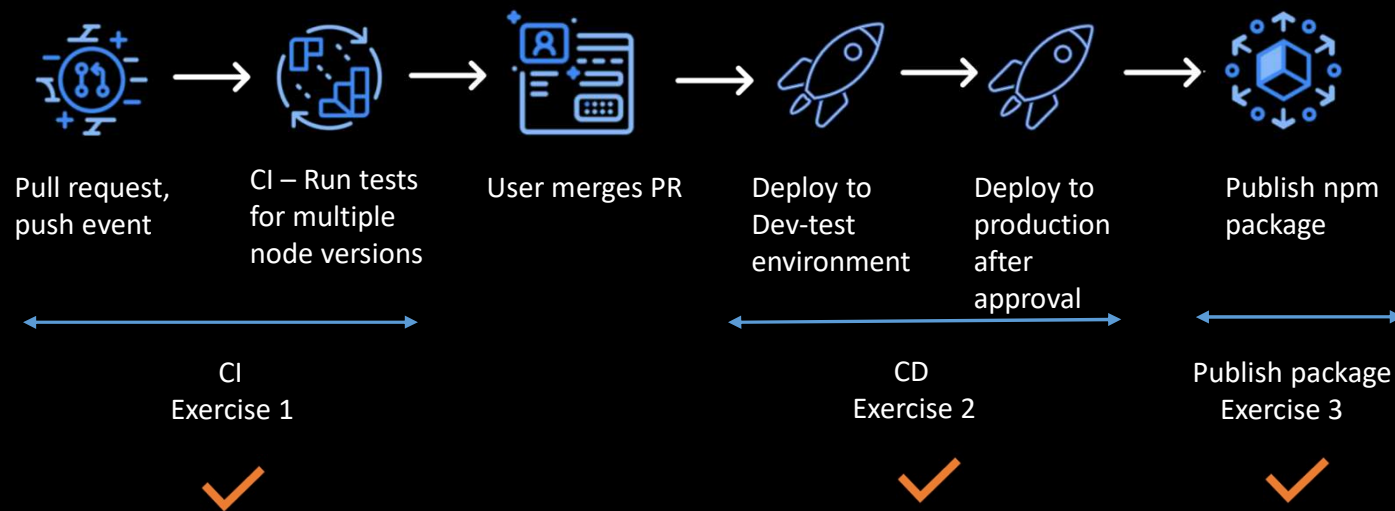 Pull request,
push event
CI – Run tests
for multiple
node versions
User merges PR
Deploy to
Dev-test
environment
Deploy to
production
after
approval
Publish npm
package
CI
Exercise 1
CD
Exercise 2
Publish package
Exercise 3